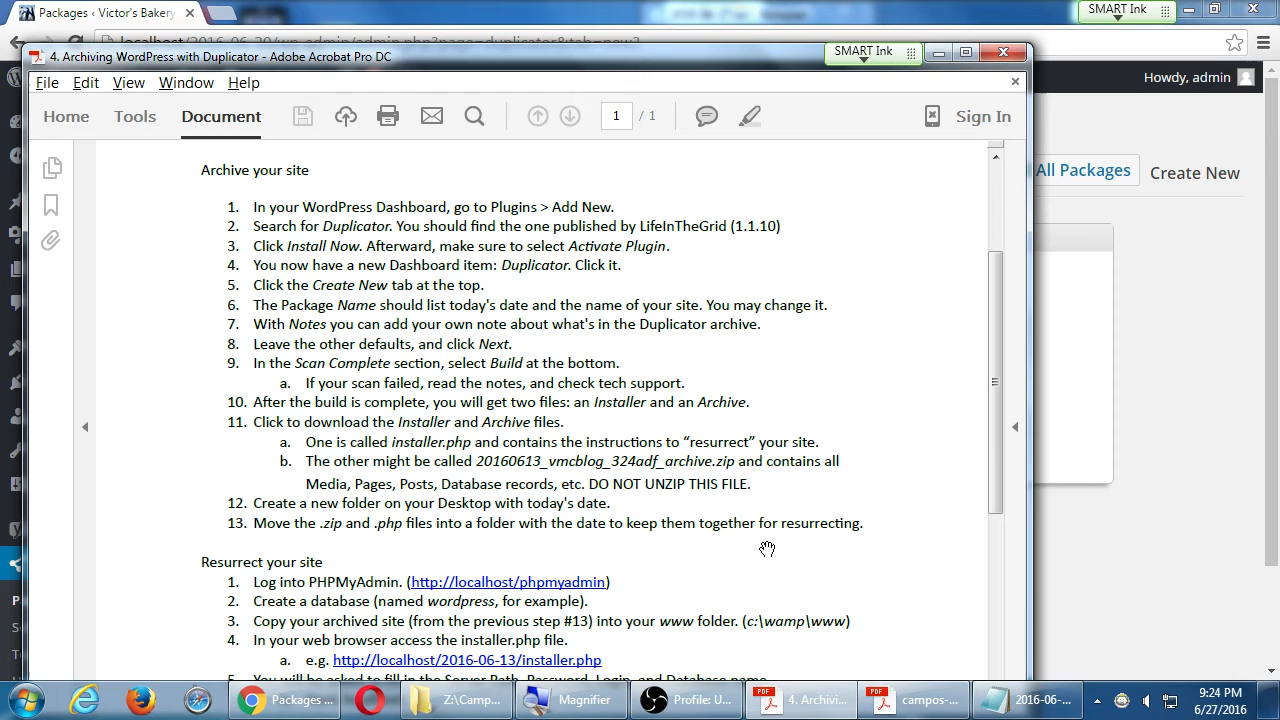 Packages ‹ Victor's Bakery
SMART Ink
4. Archiving WordPress with Duplicator - Adobe Acrobat Pro DC
SMART Ink
File Edit View Window Help
Howdy, admin
Home Tools Document 1 / 1 Sign In
All Packages Create New
Archive your site
1. In your WordPress Dashboard, go to Plugins > Add New.
2. Search for Duplicator. You should find the one published by LifeInTheGrid (1.1.10)
3. Click Install Now. Afterward, make sure to select Activate Plugin.
4. You now have a new Dashboard item: Duplicator. Click it.
5. Click the Create New tab at the top.
6. The Package Name should list today's date and the name of your site. You may change it.
7. With Notes you can add your own note about what's in the Duplicator archive.
8. Leave the other defaults, and click Next.
9. In the Scan Complete section, select Build at the bottom.
a. If your scan failed, read the notes, and check tech support.
10. After the build is complete, you will get two files: an Installer and an Archive.
11. Click to download the Installer and Archive files.
a. One is called installer.php and contains the instructions to “resurrect” your site.
b. The other might be called 20160613_vmcblog_324adf_archive.zip and contains all
Media, Pages, Posts, Database records, etc. DO NOT UNZIP THIS FILE.
12. Create a new folder on your Desktop with today's date.
13. Move the .zip and .php files into a folder with the date to keep them together for resurrecting.
Resurrect your site
1. Log into PHPMyAdmin. (http://localhost/phpmyadmin)
2. Create a database (named wordpress, for example).
3. Copy your archived site (from the previous step #13) into your www folder. (c:\wamp\www)
4. In your web browser access the installer.php file.
a. e.g. http://localhost/2016-06-13/installer.php
5. You will be asked to fill in the Server Path, Password, Login, and Database name.
Packages ... Z:\Camp... Magnifier Profile: U... 4. Archivi... campos-... 2016-06...
9:24 PM
6/27/2016